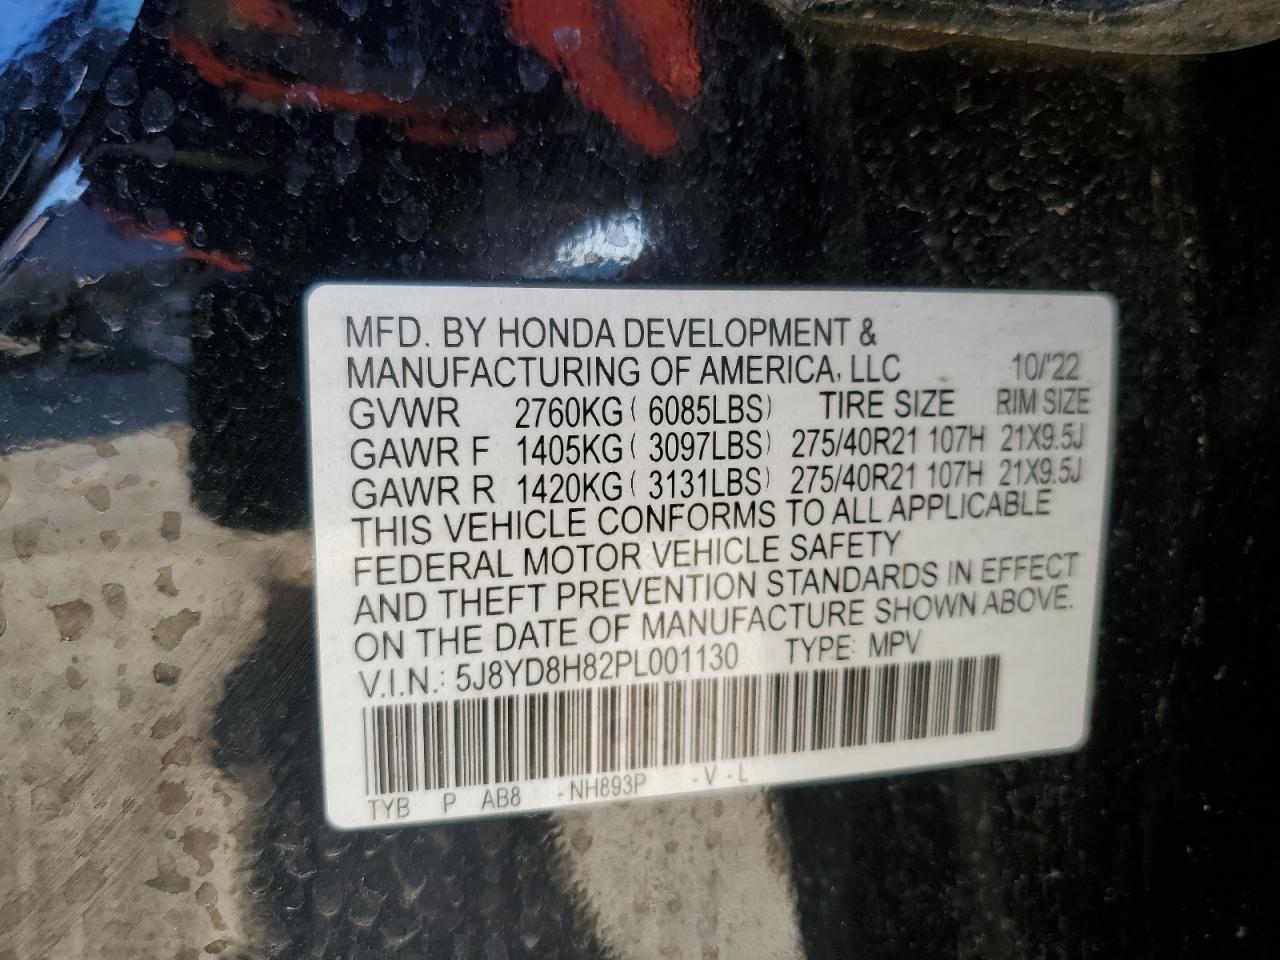 MFD. BY HONDA DEVELOPMENT &
MANUFACTURING OF AMERICA, LLC 10/'22
GVWR 2760KG ( 6085LBS) TIRE SIZE RIM SIZE
GAWR F 1405KG ( 3097LBS) 275/40R21 107H 21X9.5J
GAWR R 1420KG ( 3131LBS) 275/40R21 107H 21X9.5J
THIS VEHICLE CONFORMS TO ALL APPLICABLE
FEDERAL MOTOR VEHICLE SAFETY
AND THEFT PREVENTION STANDARDS IN EFFECT
ON THE DATE OF MANUFACTURE SHOWN ABOVE.
V.I.N.: 5J8YD8H82PL001130 TYPE: MPV
TYB P AB8 -NH893P -V-L